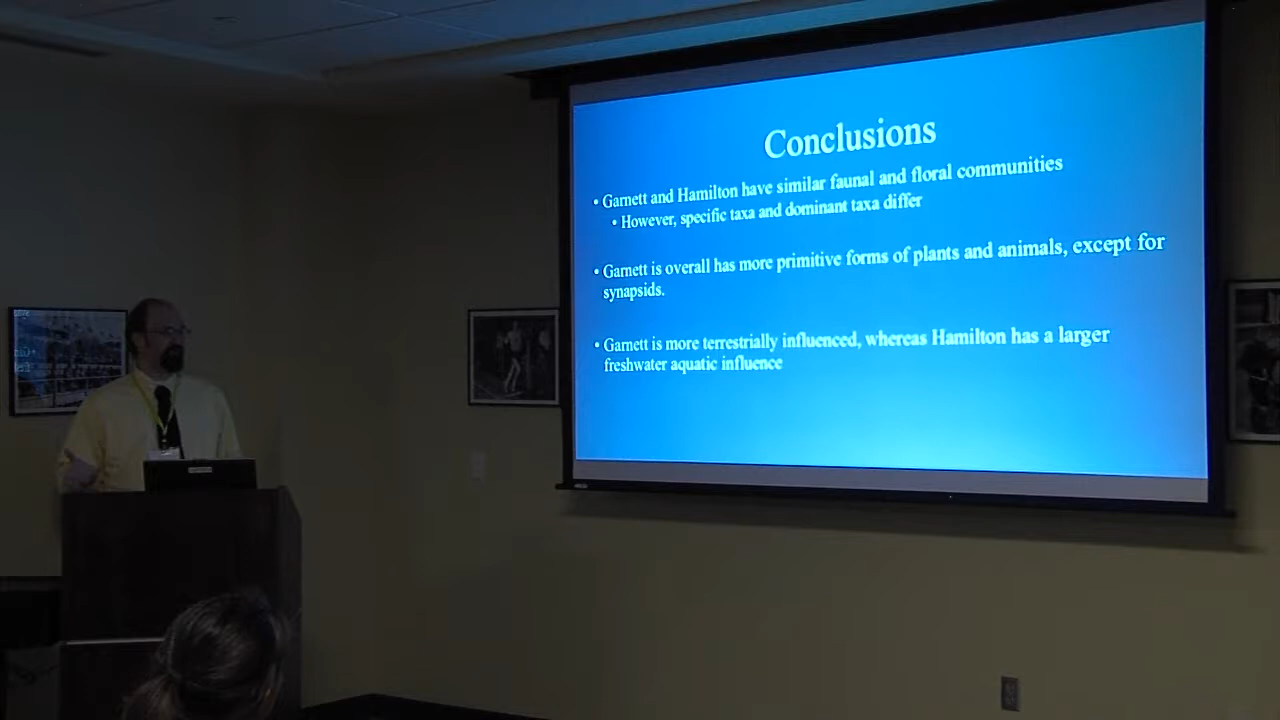 Conclusions
• Garnett and Hamilton have similar faunal and floral communities
• However, specific taxa and dominant taxa differ
• Garnett is overall has more primitive forms of plants and animals, except for
synapsids.
• Garnett is more terrestrially influenced, whereas Hamilton has a larger
freshwater aquatic influence